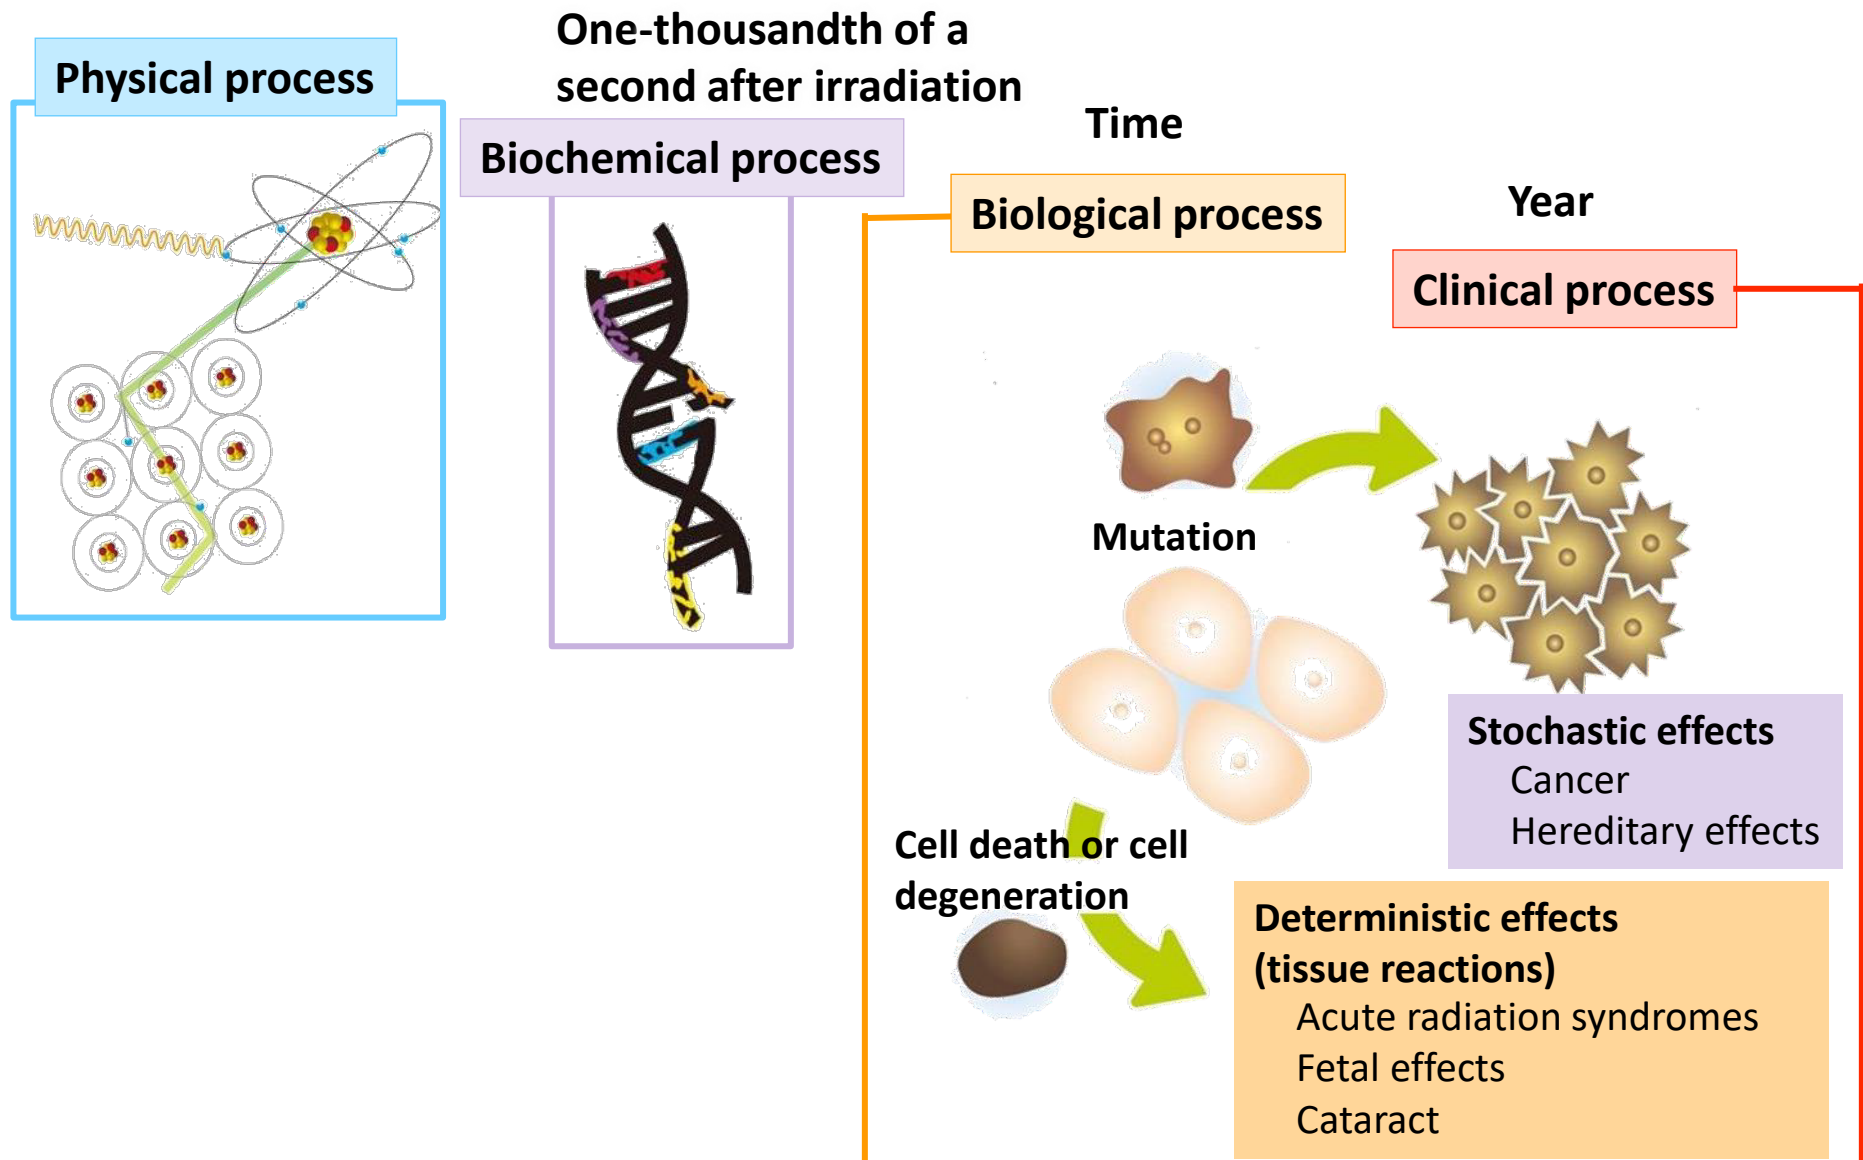 Physical process
One-thousandth of a
second after irradiation
Biochemical process
Time
Biological process
Year
Clinical process
Mutation
Stochastic effects
Cancer
Hereditary effects
Cell death or cell
degeneration
Deterministic effects
(tissue reactions)
Acute radiation syndromes
Fetal effects
Cataract